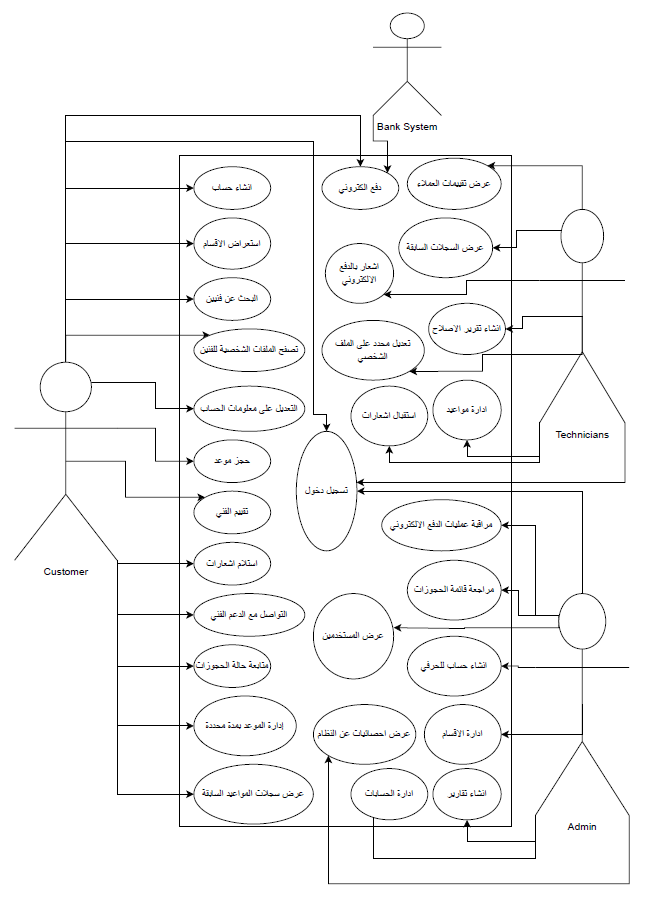 Bank System
دفع الكتروني
عرض تقييمات العملاء
انشاء حساب
استعراض الاقسام
عرض السجلات السابقة
اشعار بالدفع
الالكتروني
البحث عن فنيين
انشاء تقرير الاصلاح
تصفح الملفات الشخصية للفنين
تعديل محدد على الملف
الشخصي
التعديل على معلومات الحساب
استقبال اشعارات
ادارة مواعيد
Technicians
حجز موعد
تسجيل دخول
تقييم الفني
مراقبة عمليات الدفع الالكتروني
استلام اشعارات
Customer
مراجعة قائمة الحجوزات
التواصل مع الدعم الفني
عرض المستخدمين
متابعة حالة الحجوزات
انشاء حساب للحرفي
إدارة الموعد بمدة محددة
عرض احصائيات عن النظام
ادارة الاقسام
عرض سجلات المواعيد السابقة
ادارة الحسابات
انشاء تقارير
Admin